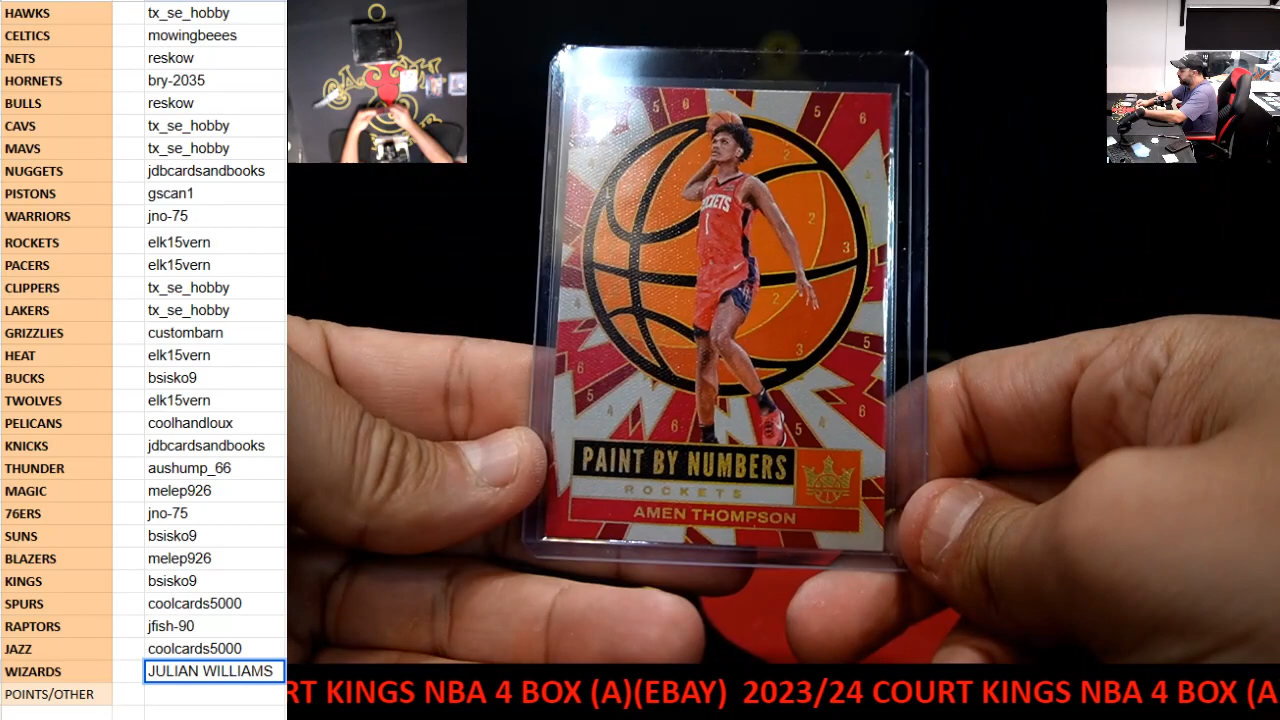 HAWKS tx_se_hobby
CELTICS mowingbeees
NETS reskow
HORNETS bry-2035
BULLS reskow
CAVS tx_se_hobby
MAVS tx_se_hobby
NUGGETS jdbcardsandbooks
PISTONS gscan1
WARRIORS jno-75
ROCKETS elk15vern
PACERS elk15vern
CLIPPERS tx_se_hobby
LAKERS tx_se_hobby
GRIZZLIES custombarn
HEAT elk15vern
BUCKS bsisko9
TWOLVES elk15vern
PELICANS coolhandloux
KNICKS jdbcardsandbooks
THUNDER aushump_66
MAGIC melep926
76ERS jno-75
SUNS bsisko9
BLAZERS melep926
KINGS bsisko9
SPURS coolcards5000
RAPTORS jfish-90
JAZZ coolcards5000
WIZARDS JULIAN WILLIAMS
POINTS/OTHER
PAINT BY NUMBERS
ROCKETS
AMEN THOMPSON
RT KINGS NBA 4 BOX (A)(EBAY) 2023/24 COURT KINGS NBA 4 BOX (A